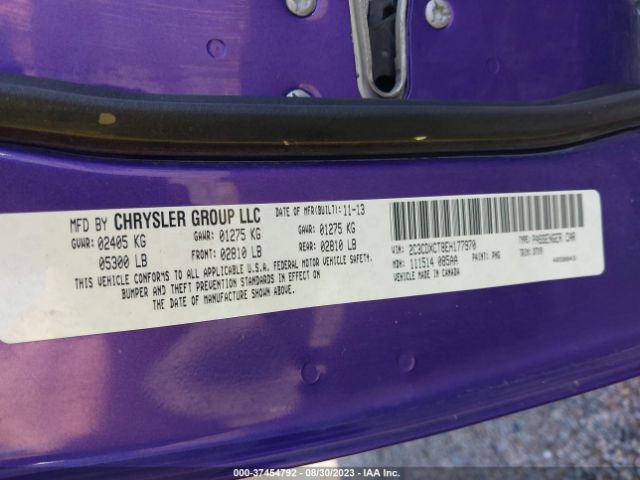 MFD BY CHRYSLER GROUP LLC DATE OF MFR(BUILT): 11-13
GVWR: 02405 KG GAWR: 01275 KG GAWR: 01275 KG
05300 LB FRONT: 02810 LB REAR: 02810 LB
THIS VEHICLE CONFORMS TO ALL APPLICABLE U.S.A. FEDERAL MOTOR VEHICLE SAFETY,
BUMPER AND THEFT PREVENTION STANDARDS IN EFFECT ON
THE DATE OF MANUFACTURE SHOWN ABOVE.
VIN: 2C3CDXCT8EH177970 TYPE: PASSENGER CAR
MDH: 111514 085AA PAINT: PHG TRIM:
VEHICLE MADE IN CANADA
000-37454792 - 08/30/2023 - © IAA Holdings, LLC